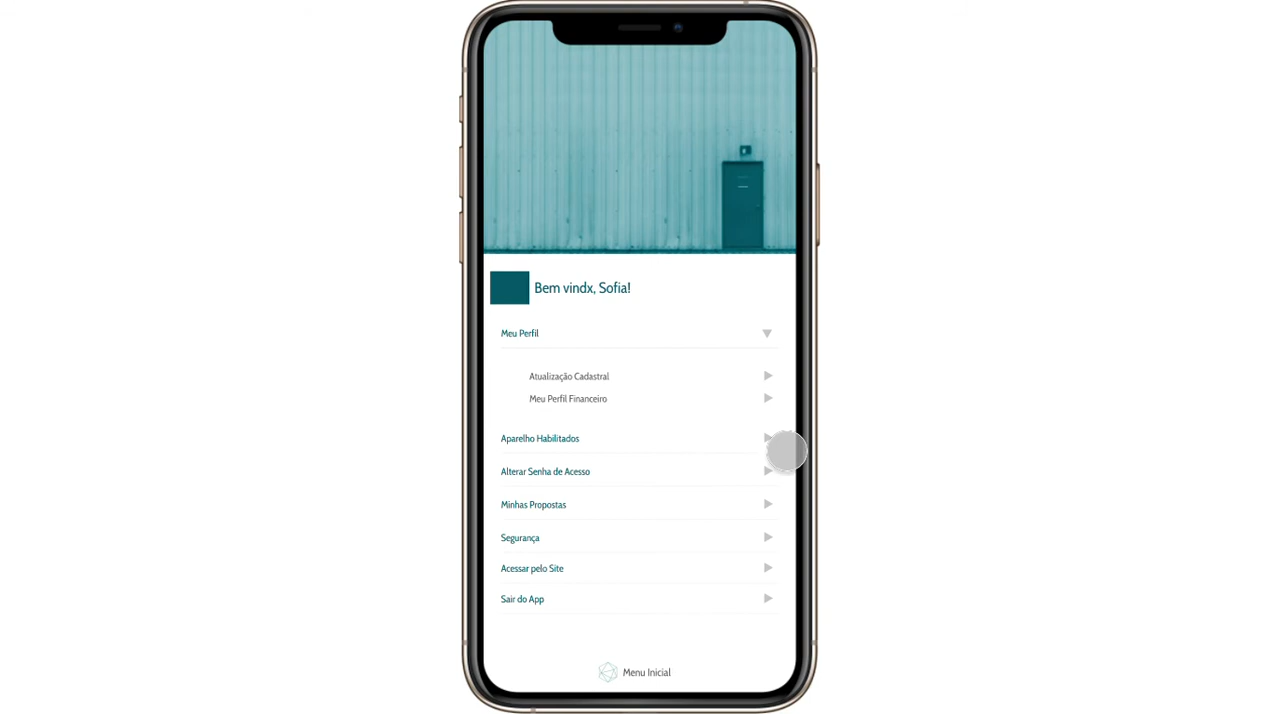 Bem vindx, Sofia!
Meu Perfil
Atualização Cadastral
Meu Perfil Financeiro
Aparelho Habilitados
Alterar Senha de Acesso
Minhas Propostas
Segurança
Acessar pelo Site
Sair do App
Menu Inicial